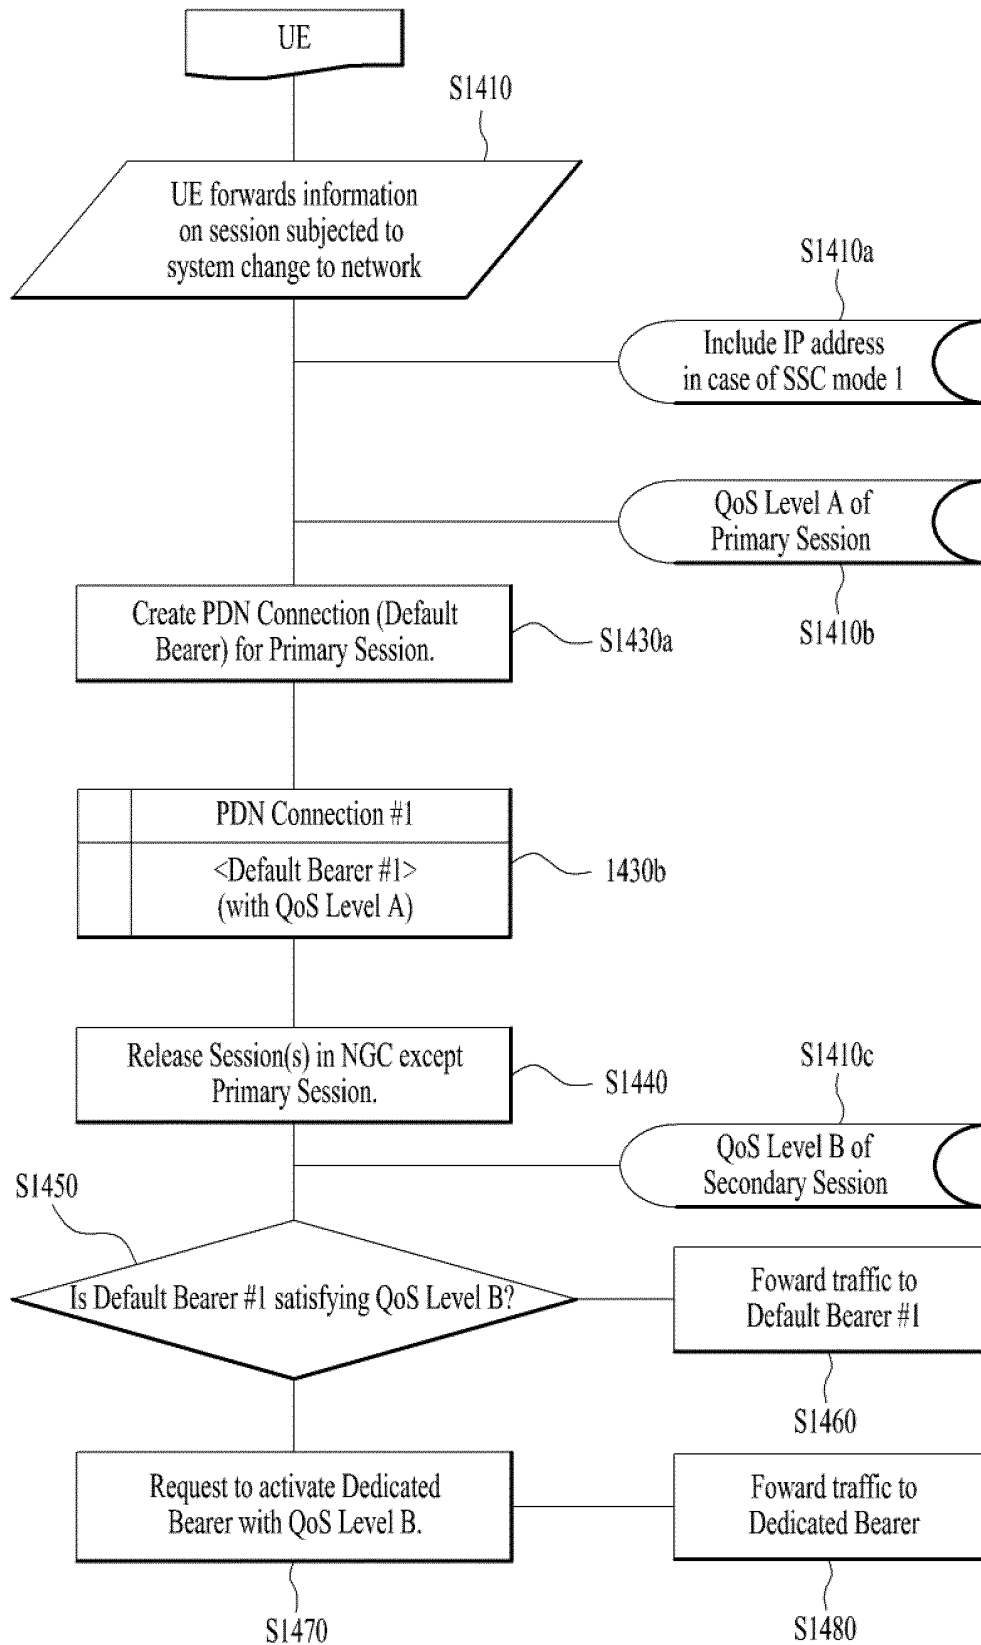 UE
S1410
UE forwards information
on session subjected to
system change to network
S1410a
Include IP address
in case of SSC mode 1
QoS Level A of
Primary Session
S1410b
Create PDN Connection (Default
Bearer) for Primary Session.
S1430a
PDN Connection #1
<Default Bearer #1>
(with QoS Level A)
1430b
Release Session(s) in NGC except
Primary Session.
S1440
S1410c
QoS Level B of
Secondary Session
S1450
Is Default Bearer #1 satisfying QoS Level B?
Foward traffic to
Default Bearer #1
S1460
Request to activate Dedicated
Bearer with QoS Level B.
S1470
Foward traffic to
Dedicated Bearer
S1480